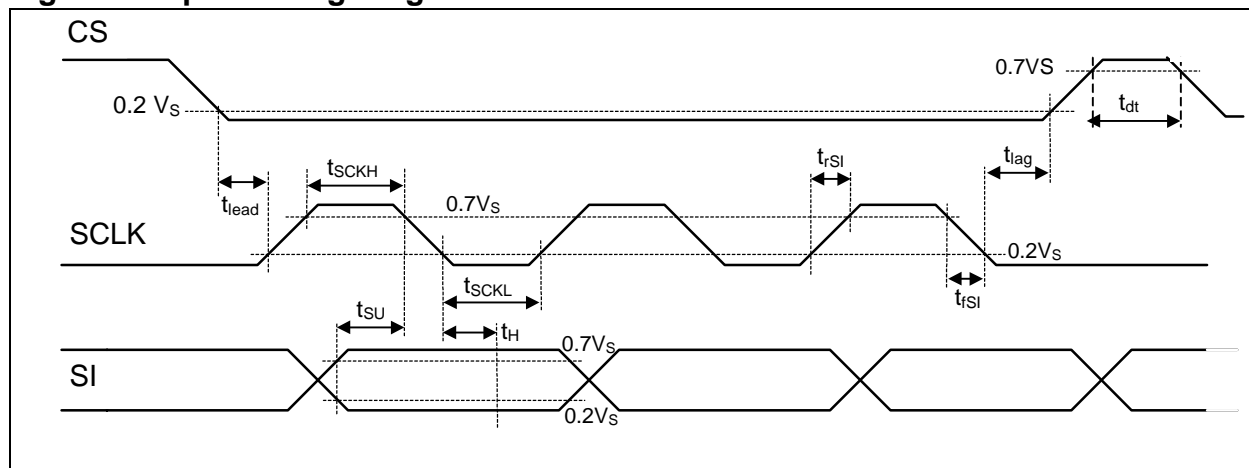 CS
0.7VS
0.2 VS
tdt
tSCKH
trSI
tlag
tlead
0.7VS
SCLK
0.2VS
tSCKL
tfSI
tSU
tH
0.7VS
SI
0.2VS